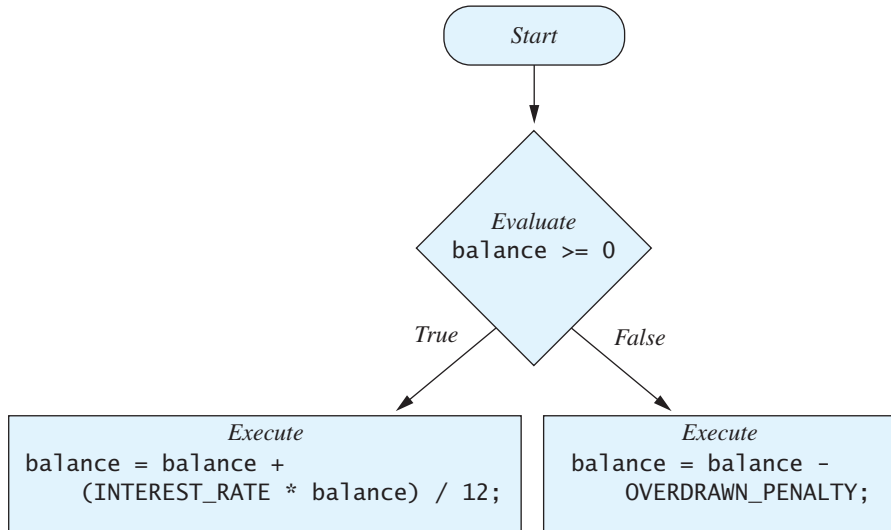 Start
Evaluate
balance >= 0
True
False
Execute
balance = balance +
(INTEREST_RATE * balance) / 12;
Execute
balance = balance -
OVERDRAWN_PENALTY;